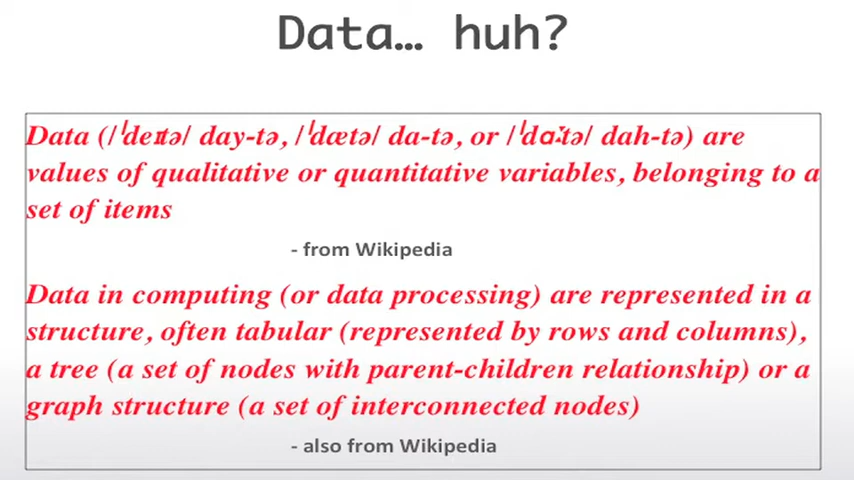 Data… huh?
Data (/ˈdeɪtə/ day-tə, /ˈdætə/ da-tə, or /ˈdɑːtə/ dah-tə) are
values of qualitative or quantitative variables, belonging to a
set of items
- from Wikipedia
Data in computing (or data processing) are represented in a
structure, often tabular (represented by rows and columns),
a tree (a set of nodes with parent-children relationship) or a
graph structure (a set of interconnected nodes)
- also from Wikipedia